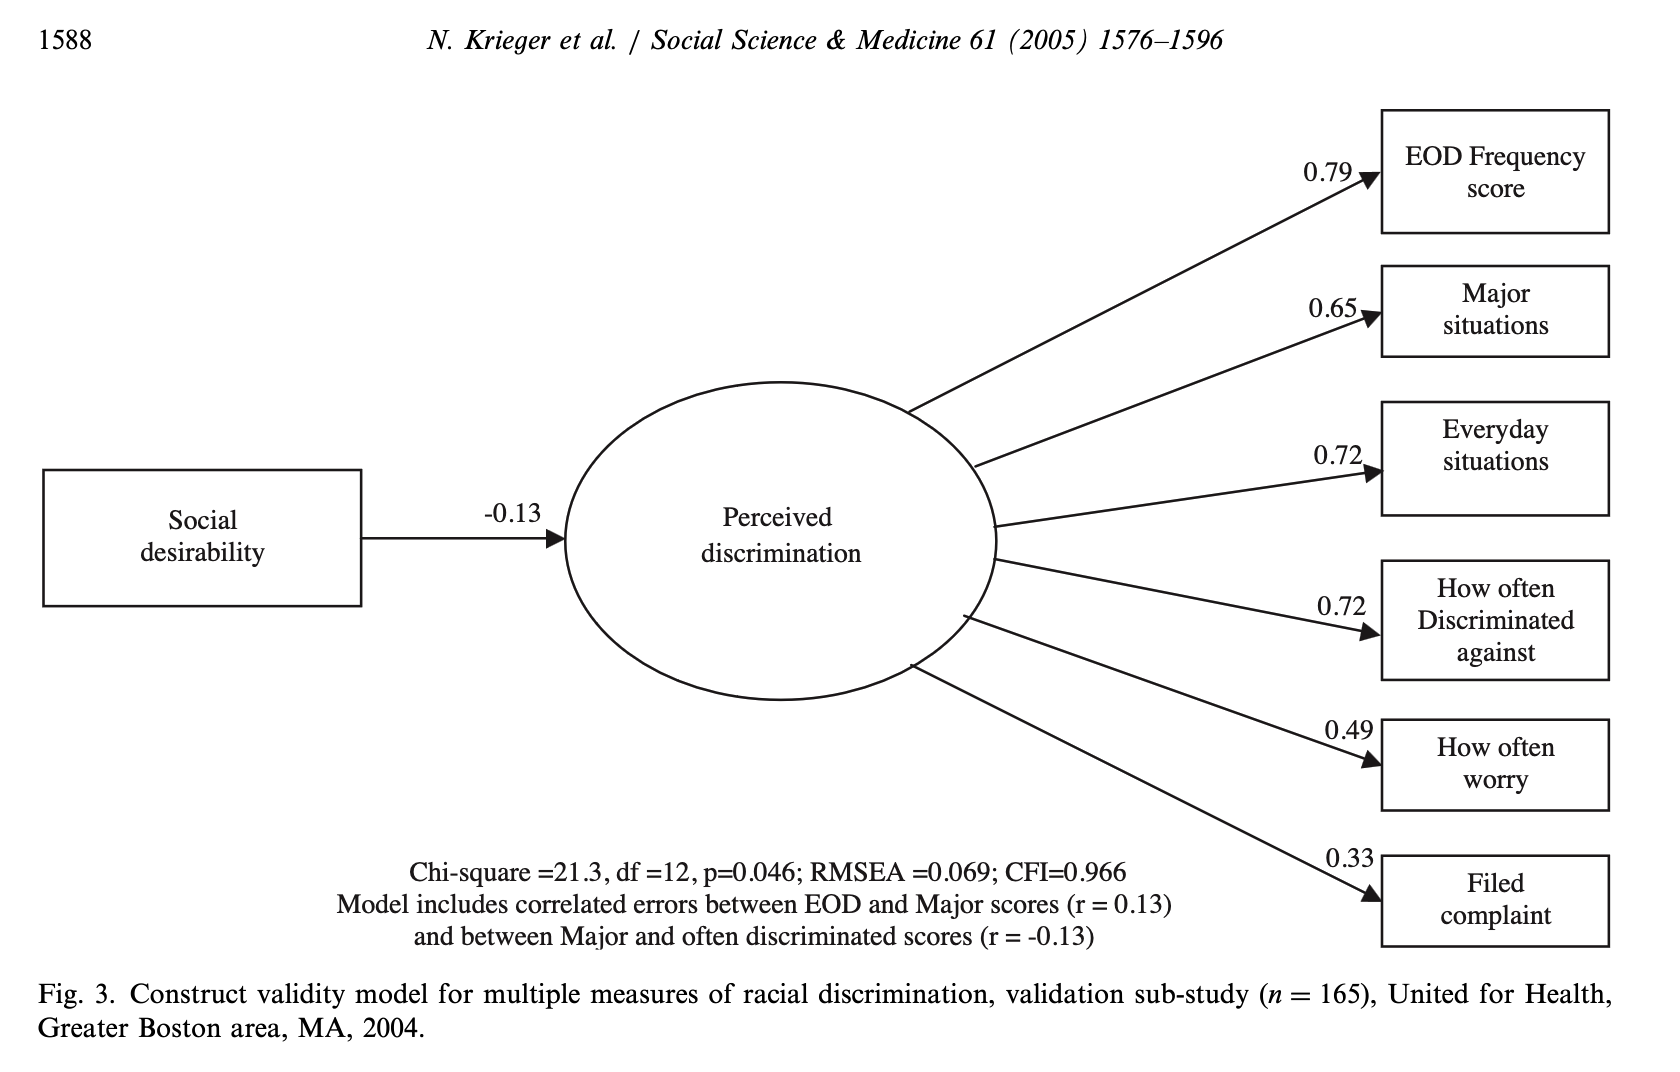 1588
N. Krieger et al. / Social Science & Medicine 61 (2005) 1576–1596
EOD Frequency
score
0.79
Major
situations
0.65
Everyday
situations
0.72
Social
desirability
-0.13
Perceived
discrimination
How often
Discriminated
against
0.72
How often
worry
0.49
Filed
complaint
0.33
Chi-square =21.3, df =12, p=0.046; RMSEA =0.069; CFI=0.966
Model includes correlated errors between EOD and Major scores (r = 0.13)
and between Major and often discriminated scores (r = -0.13)
Fig. 3. Construct validity model for multiple measures of racial discrimination, validation sub-study (n = 165), United for Health,
Greater Boston area, MA, 2004.